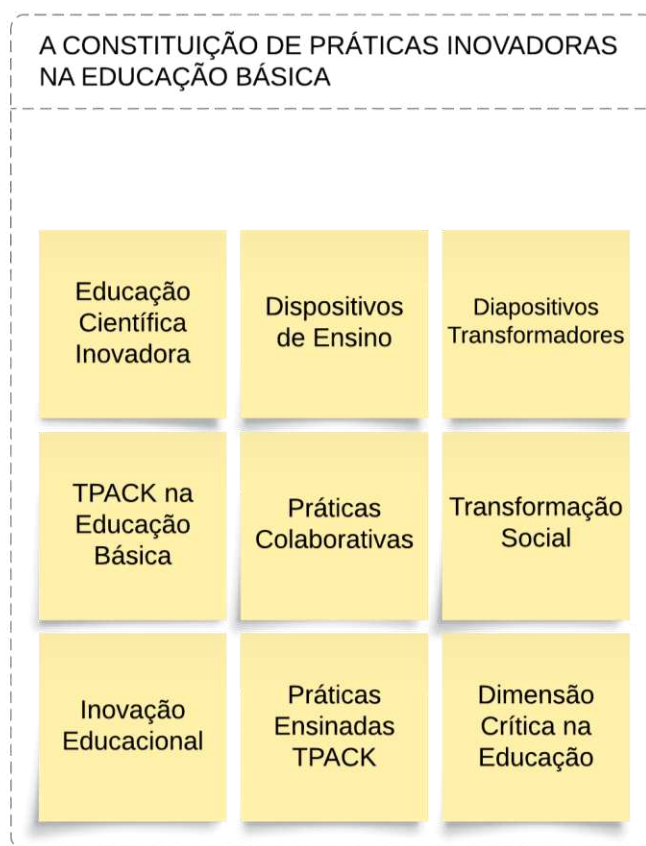 A CONSTITUIÇÃO DE PRÁTICAS INOVADORAS
NA EDUCAÇÃO BÁSICA
Educação
Científica
Inovadora
Dispositivos
de Ensino
Diapositivos
Transformadores
TPACK na
Educação
Básica
Práticas
Colaborativas
Transformação
Social
Inovação
Educacional
Práticas
Ensinadas
TPACK
Dimensão
Crítica na
Educação